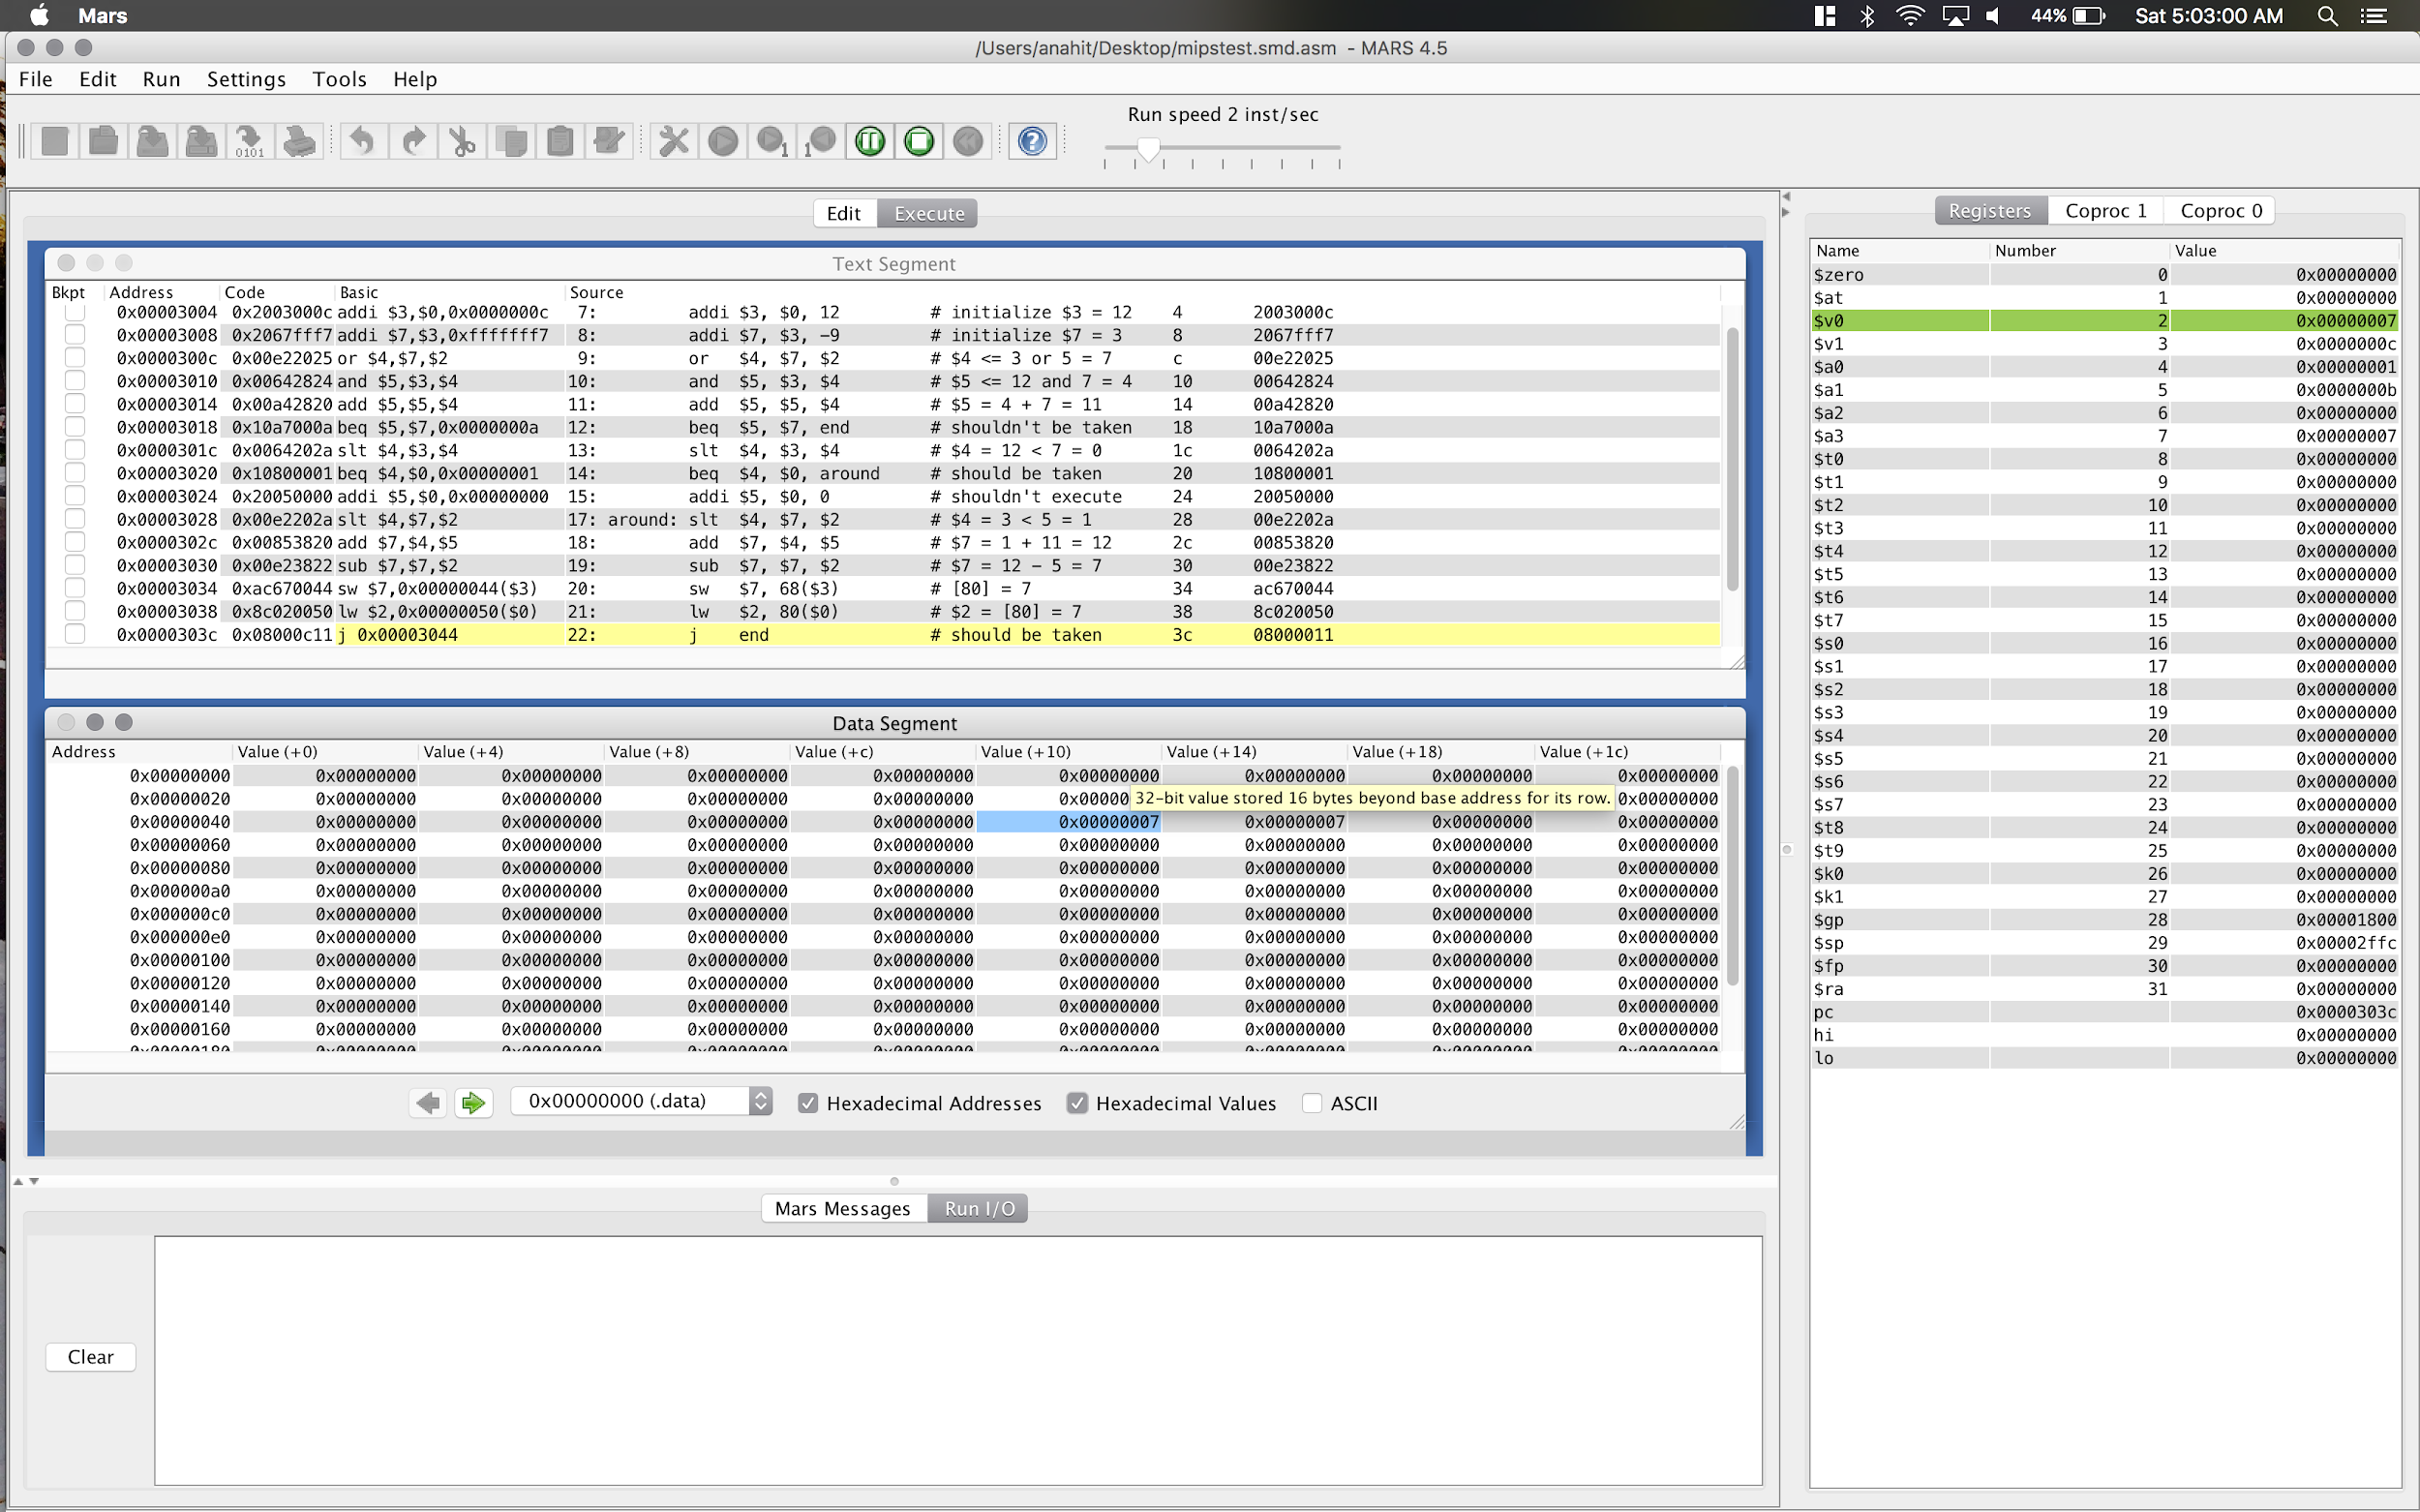 Mars 44% Sat 5:03:00 AM
/Users/anahit/Desktop/mipstest.smd.asm - MARS 4.5
File Edit Run Settings Tools Help
Run speed 2 inst/sec
0101 1 1 ?
Edit Execute
Text Segment
Bkpt Address Code Basic Source
0x00003004 0x2003000c addi $3,$0,0x0000000c 7: addi $3, $0, 12 # initialize $3 = 12 4 2003000c
0x00003008 0x2067fff7 addi $7,$3,0xfffffff7 8: addi $7, $3, -9 # initialize $7 = 3 8 2067fff7
0x0000300c 0x00e22025 or $4,$7,$2 9: or $4, $7, $2 # $4 <= 3 or 5 = 7 c 00e22025
0x00003010 0x00642824 and $5,$3,$4 10: and $5, $3, $4 # $5 <= 12 and 7 = 4 10 00642824
0x00003014 0x00a42820 add $5,$5,$4 11: add $5, $5, $4 # $5 = 4 + 7 = 11 14 00a42820
0x00003018 0x10a7000a beq $5,$7,0x0000000a 12: beq $5, $7, end # shouldn't be taken 18 10a7000a
0x0000301c 0x0064202a slt $4,$3,$4 13: slt $4, $3, $4 # $4 = 12 < 7 = 0 1c 0064202a
0x00003020 0x10800001 beq $4,$0,0x00000001 14: beq $4, $0, around # should be taken 20 10800001
0x00003024 0x20050000 addi $5,$0,0x00000000 15: addi $5, $0, 0 # shouldn't execute 24 20050000
0x00003028 0x00e2202a slt $4,$7,$2 17: around: slt $4, $7, $2 # $4 = 3 < 5 = 1 28 00e2202a
0x0000302c 0x00853820 add $7,$4,$5 18: add $7, $4, $5 # $7 = 1 + 11 = 12 2c 00853820
0x00003030 0x00e23822 sub $7,$7,$2 19: sub $7, $7, $2 # $7 = 12 - 5 = 7 30 00e23822
0x00003034 0xac670044 sw $7,0x00000044($3) 20: sw $7, 68($3) # [80] = 7 34 ac670044
0x00003038 0x8c020050 lw $2,0x00000050($0) 21: lw $2, 80($0) # $2 = [80] = 7 38 8c020050
0x0000303c 0x08000c11 j 0x00003044 22: j end # should be taken 3c 08000011
Data Segment
Address Value (+0) Value (+4) Value (+8) Value (+c) Value (+10) Value (+14) Value (+18) Value (+1c)
0x00000000 0x00000000 0x00000000 0x00000000 0x00000000 0x00000000 0x00000000 0x00000000 0x00000000
0x00000020 0x00000000 0x00000000 0x00000000 0x00000000 0x0000 32-bit value stored 16 bytes beyond base address for its row. 0x00000000
0x00000040 0x00000000 0x00000000 0x00000000 0x00000000 0x00000007 0x00000007 0x00000000 0x00000000
0x00000060 0x00000000 0x00000000 0x00000000 0x00000000 0x00000000 0x00000000 0x00000000 0x00000000
0x00000080 0x00000000 0x00000000 0x00000000 0x00000000 0x00000000 0x00000000 0x00000000 0x00000000
0x000000a0 0x00000000 0x00000000 0x00000000 0x00000000 0x00000000 0x00000000 0x00000000 0x00000000
0x000000c0 0x00000000 0x00000000 0x00000000 0x00000000 0x00000000 0x00000000 0x00000000 0x00000000
0x000000e0 0x00000000 0x00000000 0x00000000 0x00000000 0x00000000 0x00000000 0x00000000 0x00000000
0x00000100 0x00000000 0x00000000 0x00000000 0x00000000 0x00000000 0x00000000 0x00000000 0x00000000
0x00000120 0x00000000 0x00000000 0x00000000 0x00000000 0x00000000 0x00000000 0x00000000 0x00000000
0x00000140 0x00000000 0x00000000 0x00000000 0x00000000 0x00000000 0x00000000 0x00000000 0x00000000
0x00000160 0x00000000 0x00000000 0x00000000 0x00000000 0x00000000 0x00000000 0x00000000 0x00000000
0x00000000 (.data) Hexadecimal Addresses Hexadecimal Values ASCII
Mars Messages Run I/O
Clear
Registers Coproc 1 Coproc 0
Name Number Value
$zero 0 0x00000000
$at 1 0x00000000
$v0 2 0x00000007
$v1 3 0x0000000c
$a0 4 0x00000001
$a1 5 0x0000000b
$a2 6 0x00000000
$a3 7 0x00000007
$t0 8 0x00000000
$t1 9 0x00000000
$t2 10 0x00000000
$t3 11 0x00000000
$t4 12 0x00000000
$t5 13 0x00000000
$t6 14 0x00000000
$t7 15 0x00000000
$s0 16 0x00000000
$s1 17 0x00000000
$s2 18 0x00000000
$s3 19 0x00000000
$s4 20 0x00000000
$s5 21 0x00000000
$s6 22 0x00000000
$s7 23 0x00000000
$t8 24 0x00000000
$t9 25 0x00000000
$k0 26 0x00000000
$k1 27 0x00000000
$gp 28 0x00001800
$sp 29 0x00002ffc
$fp 30 0x00000000
$ra 31 0x00000000
pc 0x0000303c
hi 0x00000000
lo 0x00000000